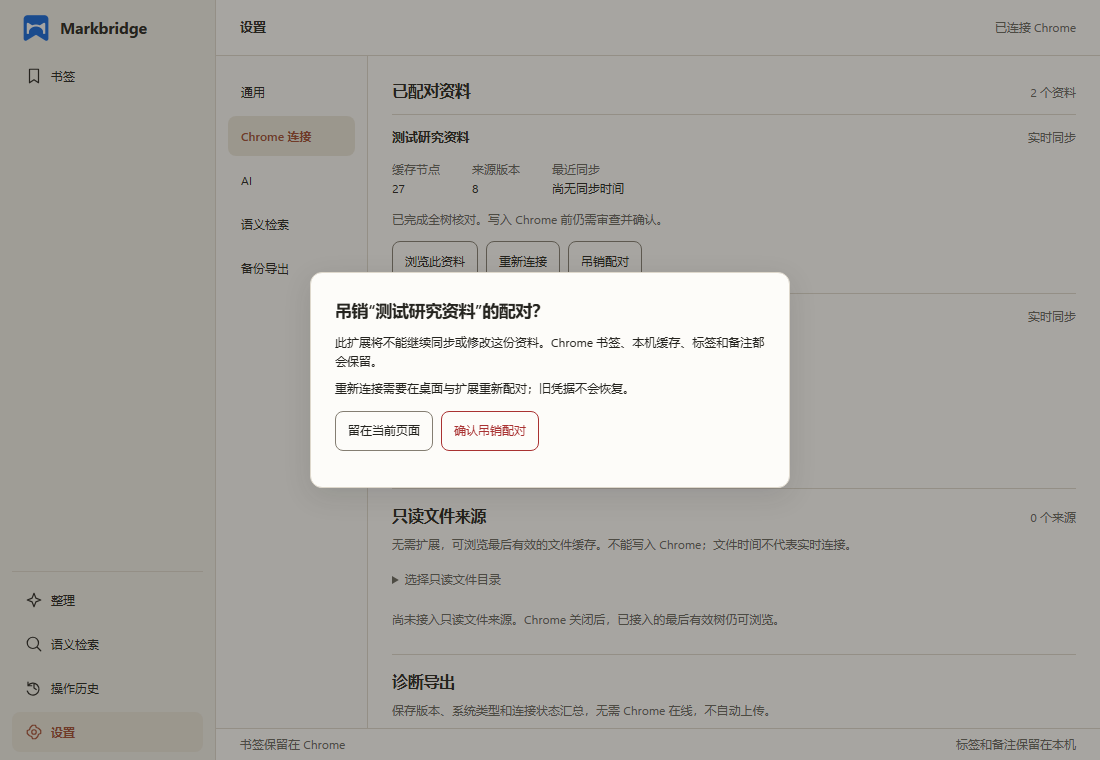 Markbridge
书签
整理
语义检索
操作历史
设置
设置
已连接 Chrome
通用
Chrome 连接
AI
语义检索
备份导出
已配对资料
2 个资料
测试研究资料
实时同步
缓存节点 来源版本 最近同步
27 8 尚无同步时间
已完成全树核对。写入 Chrome 前仍需审查并确认。
浏览此资料 重新连接 吊销配对
实时同步
吊销“测试研究资料”的配对？
此扩展将不能继续同步或修改这份资料。Chrome 书签、本机缓存、标签和备注都
会保留。
重新连接需要在桌面与扩展重新配对；旧凭据不会恢复。
留在当前页面 确认吊销配对
只读文件来源
0 个来源
无需扩展，可浏览最后有效的文件缓存。不能写入 Chrome；文件时间不代表实时连接。
选择只读文件目录
尚未接入只读文件来源。Chrome 关闭后，已接入的最后有效树仍可浏览。
诊断导出
保存版本、系统类型和连接状态汇总，无需 Chrome 在线，不自动上传。
书签保留在 Chrome
标签和备注保留在本机